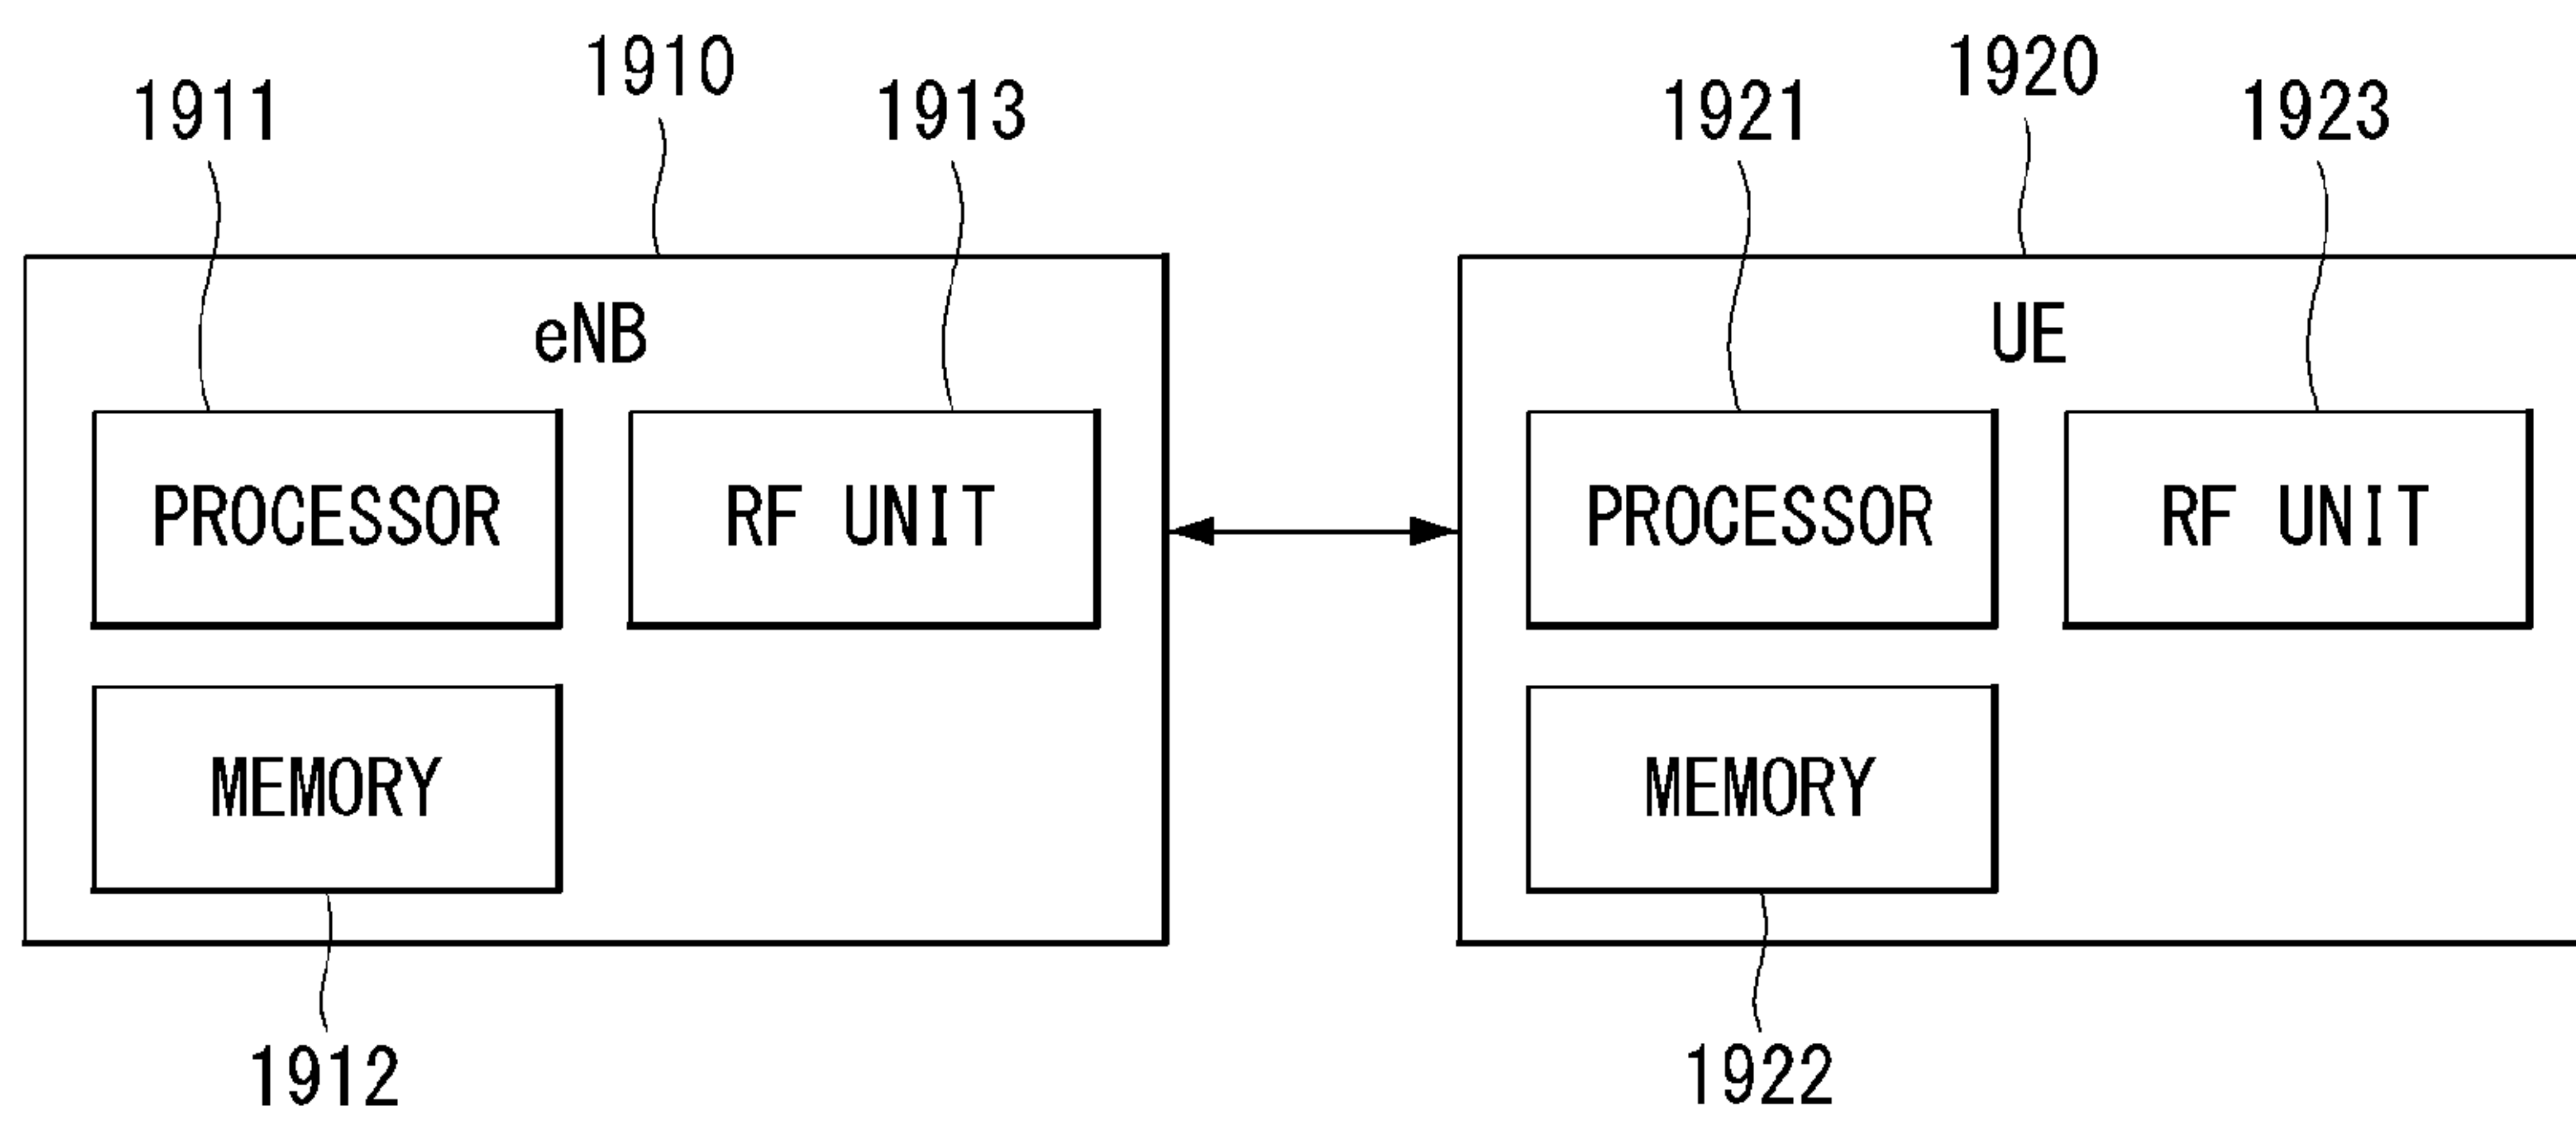 1910
1920
1911
1913
1921
1923
eNB
UE
PROCESSOR
RF UNIT
PROCESSOR
RF UNIT
MEMORY
MEMORY
1912
1922